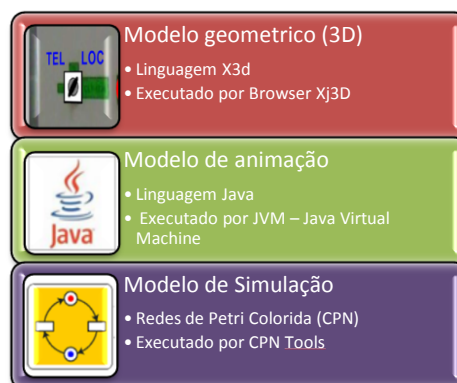 Modelo geometrico (3D)
TEL LOC
• Linguagem X3d
• Executado por Browser Xj3D
Modelo de animação
• Linguagem Java
• Executado por JVM – Java Virtual
Machine
Java
Modelo de Simulação
• Redes de Petri Colorida (CPN)
• Executado por CPN Tools